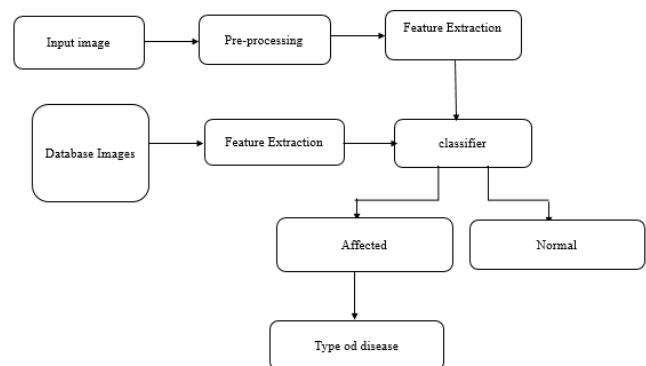 Input image
Pre-processing
Feature Extraction
Database Images
Feature Extraction
classifier
Affected
Normal
Type od disease